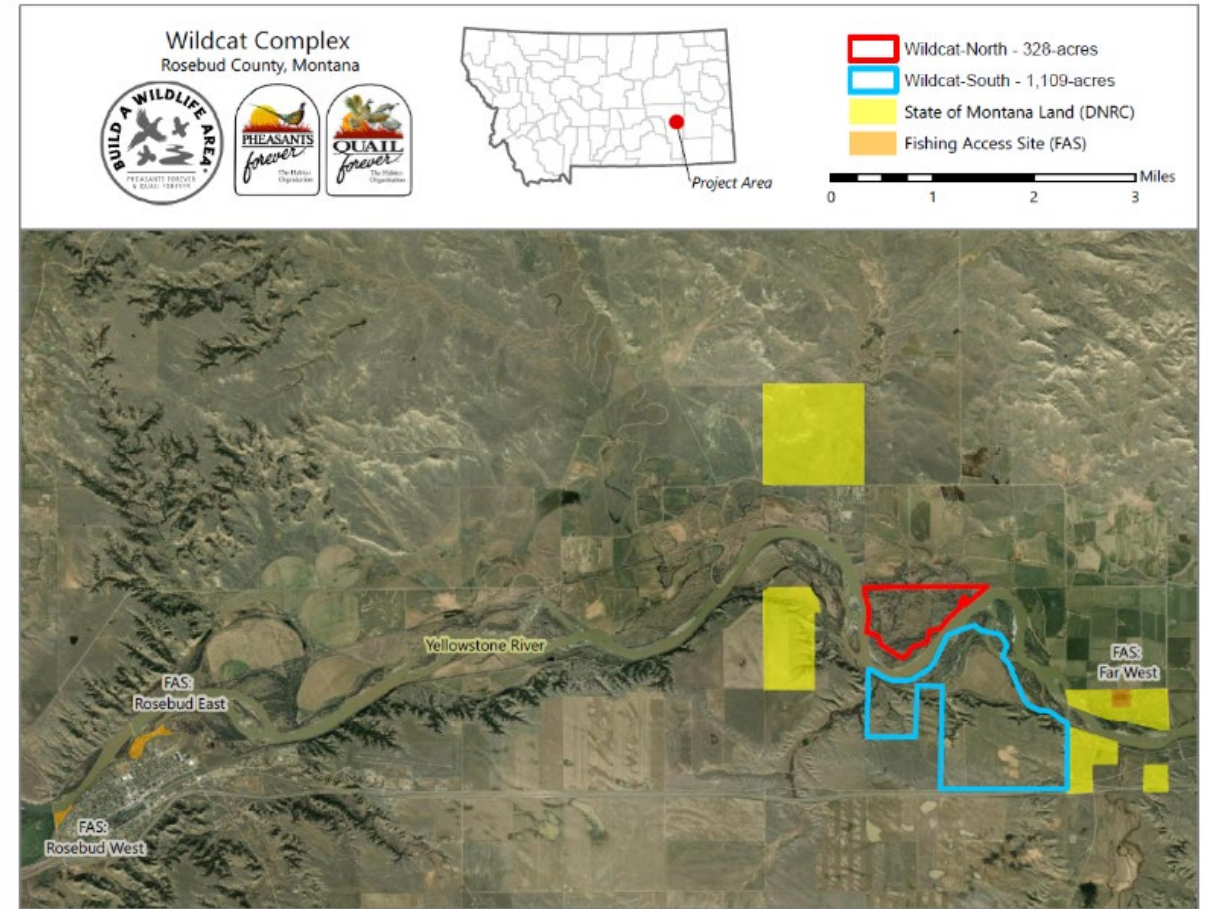 Wildcat Complex
Rosebud County, Montana
BUILD A WILDLIFE AREA®
PHEASANTS FOREVER
& QUAIL FOREVER
PHEASANTS
forever
The Habitat
Organization
QUAIL
forever
The Habitat
Organization
Project Area
Wildcat-North - 328-acres
Wildcat-South - 1,109-acres
State of Montana Land (DNRC)
Fishing Access Site (FAS)
Miles
0 1 2 3
Yellowstone River
FAS:
Far West
FAS:
Rosebud East
FAS:
Rosebud West